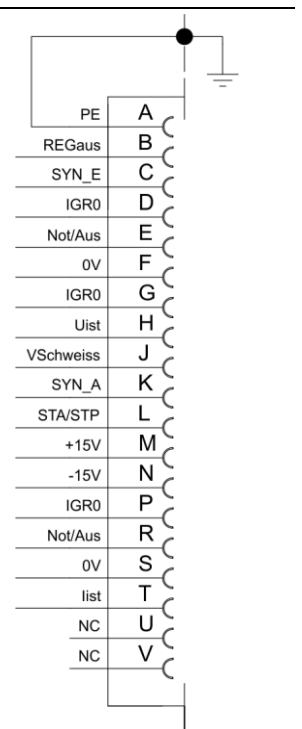 PE A
REGaus B
SYN_E C
IGR0 D
Not/Aus E
0V F
IGR0 G
Uist H
VSchweiss J
SYN_A K
STA/STP L
+15V M
-15V N
IGR0 P
Not/Aus R
0V S
Iist T
NC U
NC V